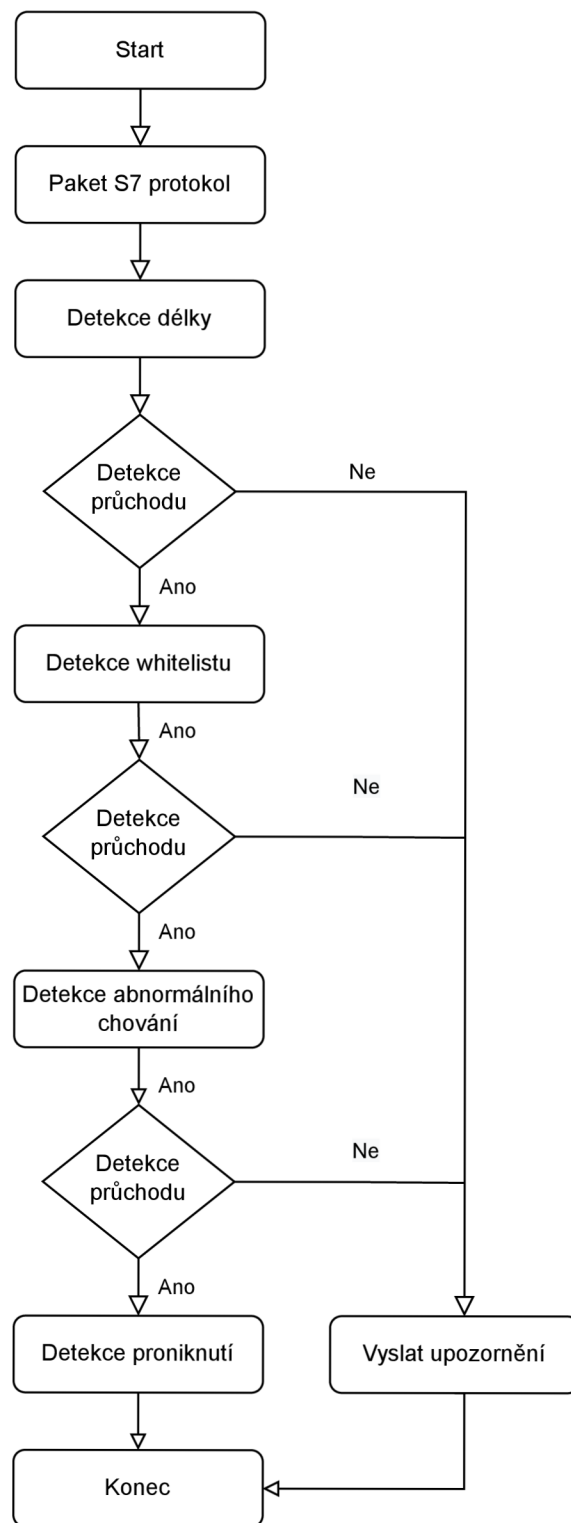 Start
Paket S7 protokol
Detekce délky
Detekce
průchodu
Ne
Ano
Detekce whitelistu
Ano
Detekce
průchodu
Ne
Ano
Detekce abnormálního
chování
Ano
Detekce
průchodu
Ne
Ano
Detekce proniknutí
Vyslat upozornění
Konec